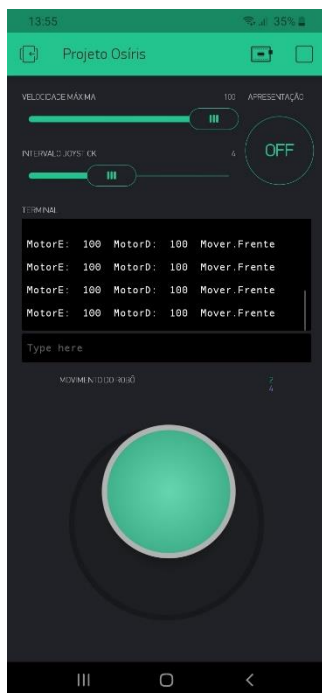 13:55 35%
Projeto Osíris
VELOCIDADE MÁXIMA 100 APRESENTAÇÃO
OFF
INTERVALO JOYSTICK 4
TERMINAL
MotorE: 100 MotorD: 100 Mover.Frente
MotorE: 100 MotorD: 100 Mover.Frente
MotorE: 100 MotorD: 100 Mover.Frente
MotorE: 100 MotorD: 100 Mover.Frente
Type here
MOVIMENTO DO ROBÔ